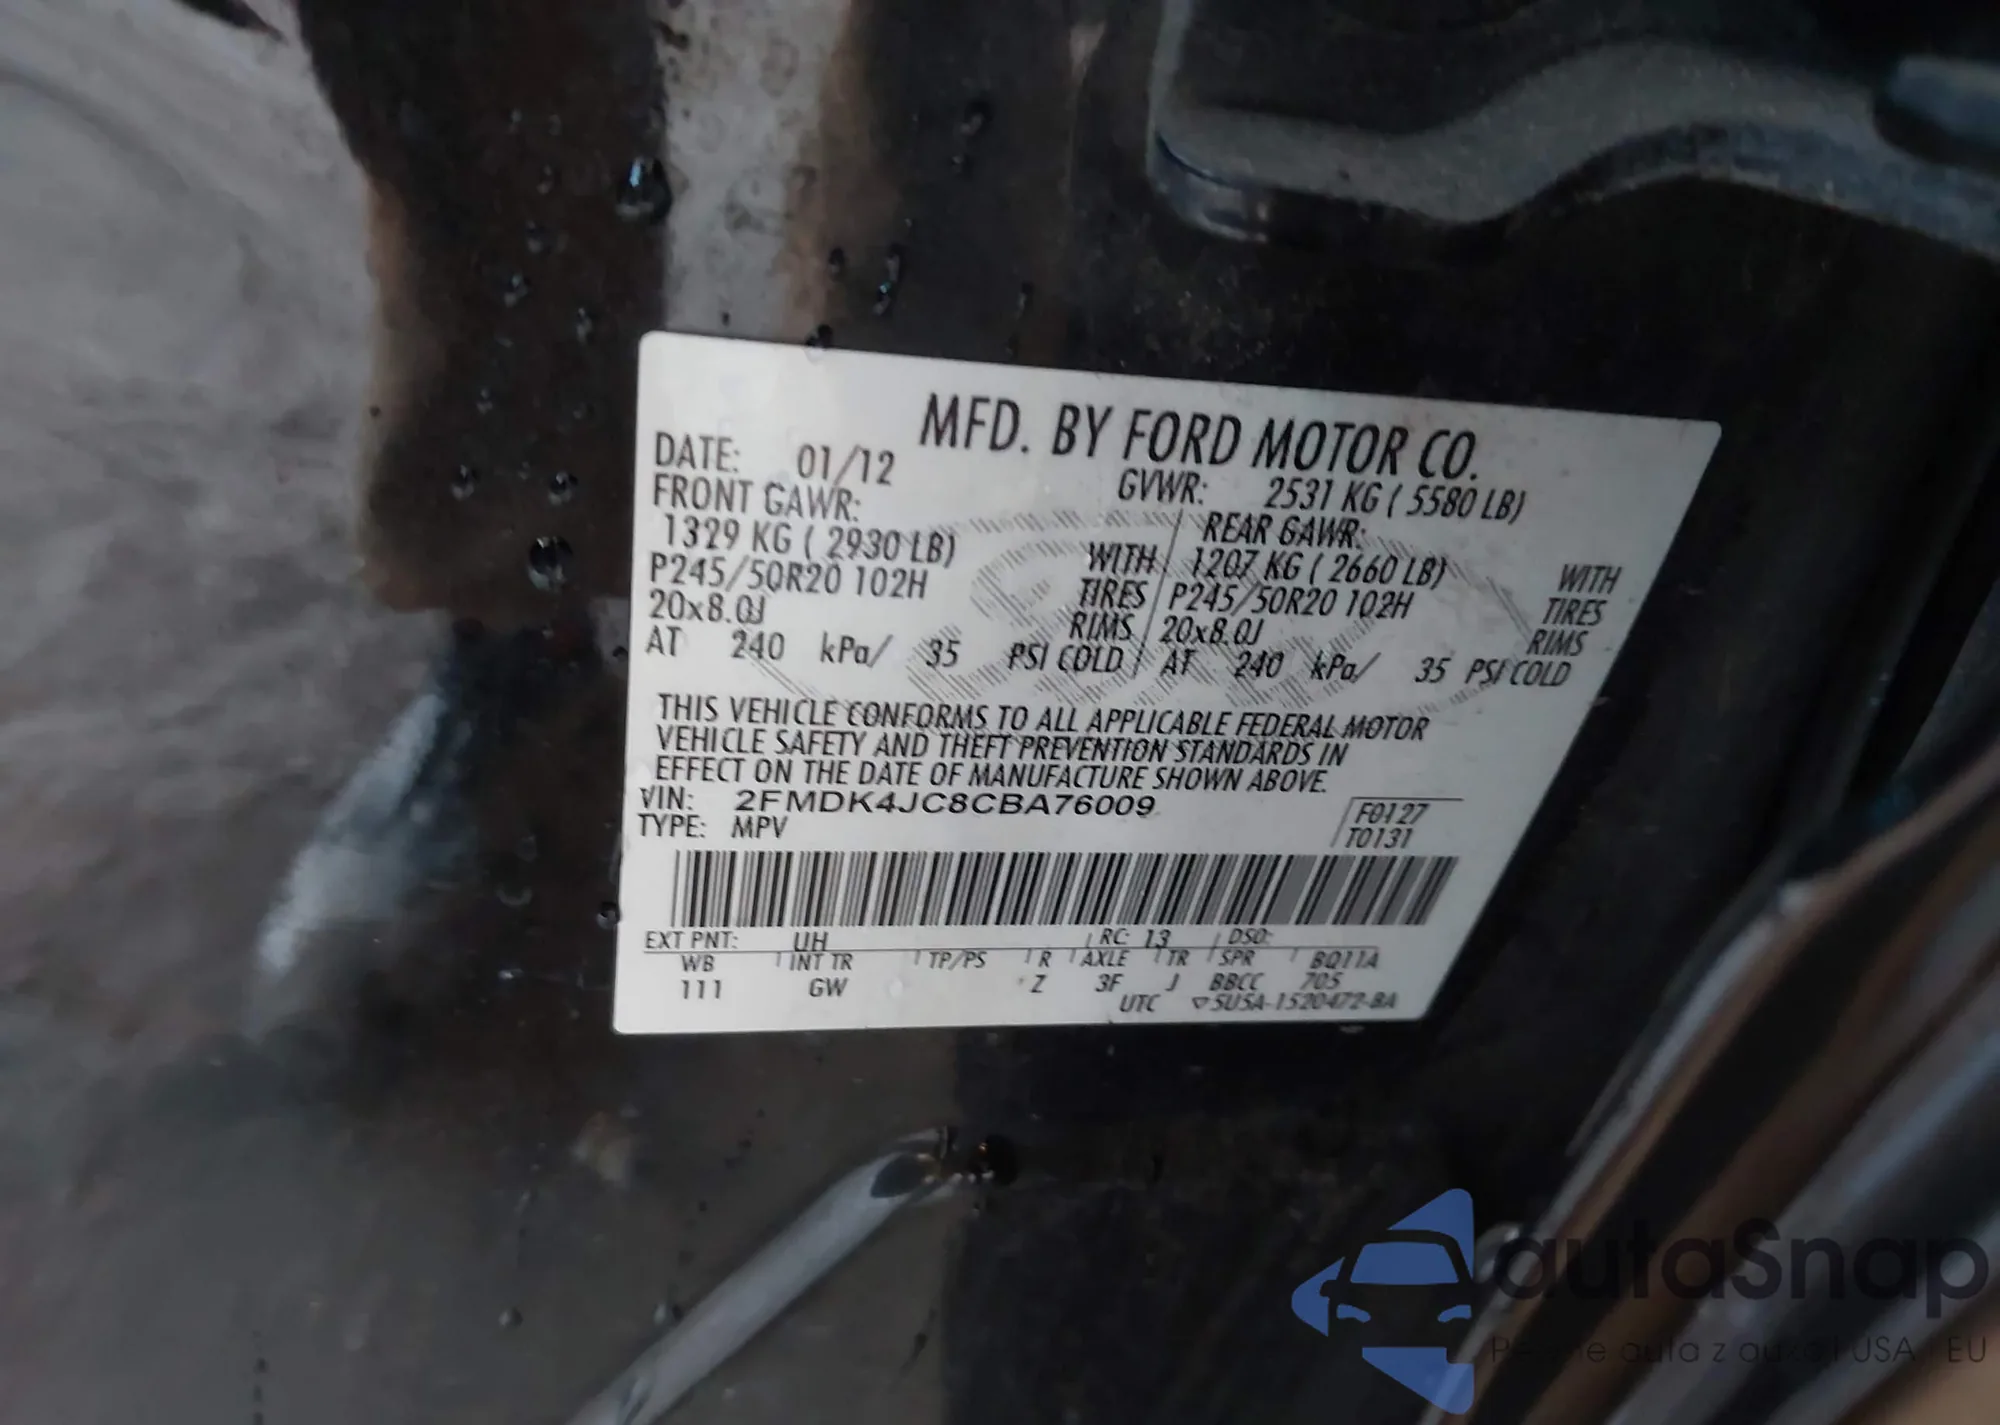 MFD. BY FORD MOTOR CO.
DATE: 01/12 GVWR: 2531 KG ( 5580 LB)
FRONT GAWR: REAR GAWR:
1329 KG ( 2930 LB) WITH 1207 KG ( 2660 LB) WITH
P245/50R20 102H TIRES P245/50R20 102H TIRES
20x8.0J RIMS 20x8.0J RIMS
AT 240 kPa/ 35 PSI COLD AT 240 kPa/ 35 PSI COLD
THIS VEHICLE CONFORMS TO ALL APPLICABLE FEDERAL MOTOR
VEHICLE SAFETY AND THEFT PREVENTION STANDARDS IN
EFFECT ON THE DATE OF MANUFACTURE SHOWN ABOVE.
VIN: 2FMDK4JC8CBA76009 F0127
TYPE: MPV T0131
EXT PNT: UH RC: 13 DSO:
WB INT TR TP/PS R AXLE TR SPR BQ11A
111 GW Z 3F J BBCC 705
UTC ▽5U5A-1520472-BA
autaSnap
auta z USA EU